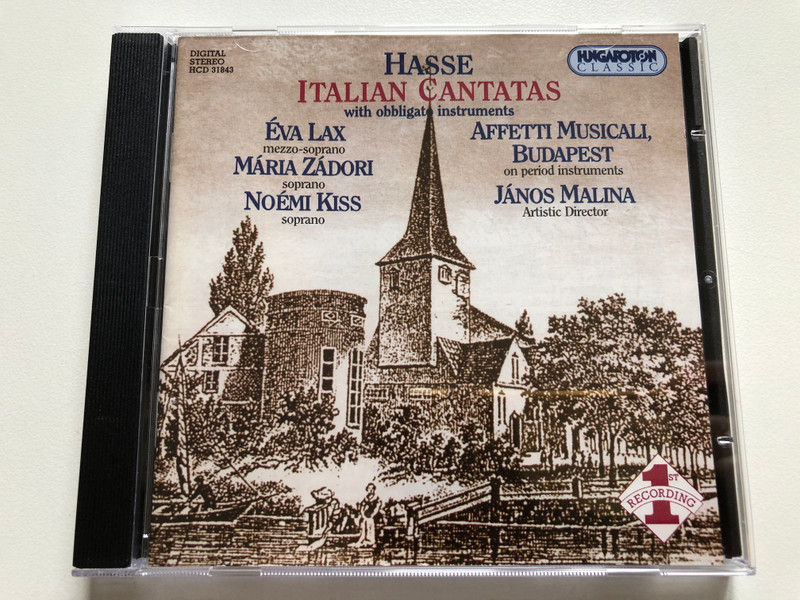 DIGITAL
STEREO
HCD 31843
HASSE
ITALIAN CANTATAS
with obbligato instruments
HUNGAROTON
CLASSIC
ÉVA LAX
mezzo-soprano
MÁRIA ZÁDORI
soprano
NOÉMI KISS
soprano
AFFETTI MUSICALI,
BUDAPEST
on period instruments
JÁNOS MALINA
Artistic Director
1ST
RECORDING